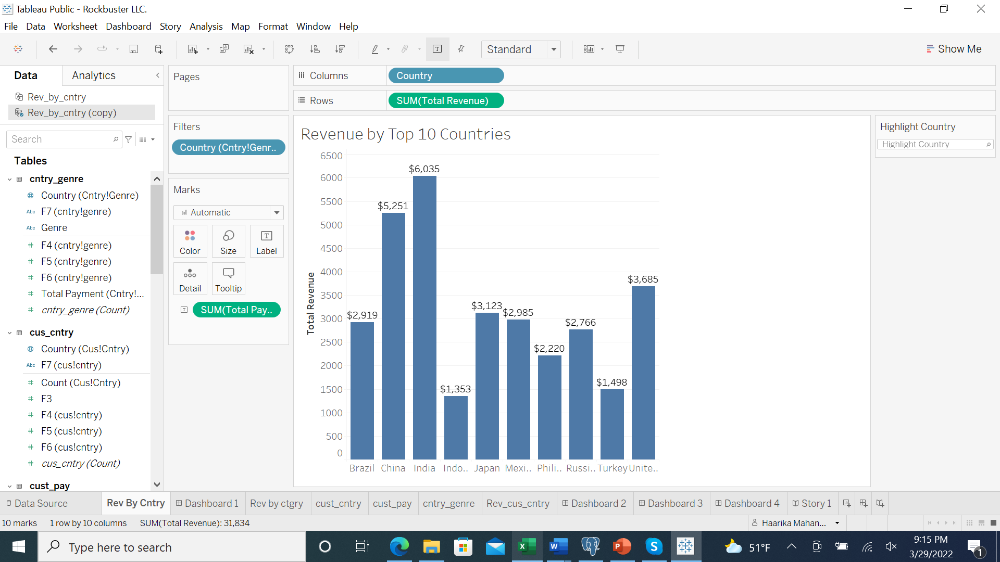 Tableau Public - Rockbuster LLC.
File Data Worksheet Dashboard Story Analysis Map Format Window Help
Standard
Show Me
Data
Analytics
Rev_by_cntry
Rev_by_cntry (copy)
Search
Tables
cntry_genre
Country (Cntry!Genre)
Abc F7 (cntry!genre)
Abc Genre
F4 (cntry!genre)
F5 (cntry!genre)
F6 (cntry!genre)
Total Payment (Cntry!...
cntry_genre (Count)
cus_cntry
Country (Cus!Cntry)
Abc F7 (cus!cntry)
Count (Cus!Cntry)
F3
F4 (cus!cntry)
F5 (cus!cntry)
F6 (cus!cntry)
cus_cntry (Count)
cust_pay
Pages
Filters
Country (Cntry!Genr..
Marks
Automatic
Color Size Label
Detail Tooltip
SUM(Total Pay..
Columns
Country
Rows
SUM(Total Revenue)
Revenue by Top 10 Countries
Total Revenue
6500
6000
5500
5000
4500
4000
3500
3000
2500
2000
1500
1000
500
0
$2,919
$5,251
$6,035
$1,353
$3,123
$2,985
$2,220
$2,766
$1,498
$3,685
Brazil China India Indo.. Japan Mexi.. Phili.. Russi.. Turkey Unite..
Highlight Country
Highlight Country
Data Source
Rev By Cntry
Dashboard 1
Rev by ctgry
cust_cntry
cust_pay
cntry_genre
Rev_cus_cntry
Dashboard 2
Dashboard 3
Dashboard 4
Story 1
10 marks 1 row by 10 columns SUM(Total Revenue): 31,834
Haarika Mahan...
Type here to search
51°F
9:15 PM
3/29/2022
1